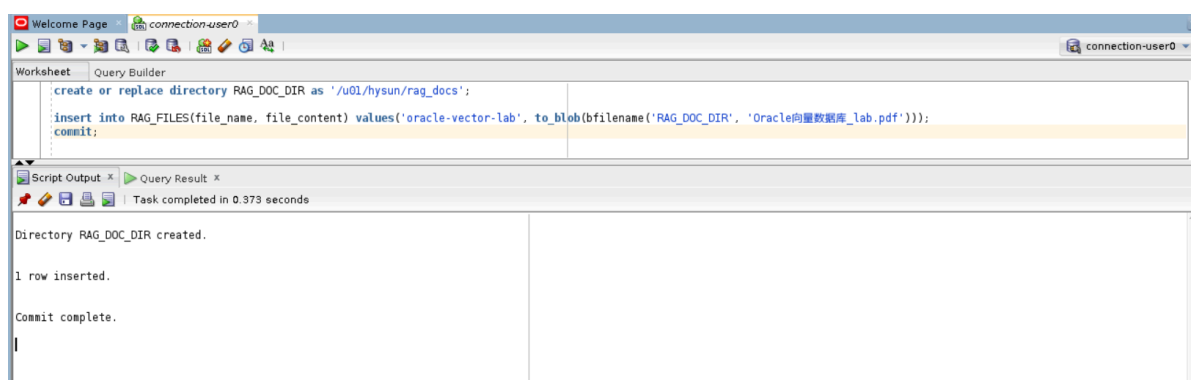 Welcome Page
connection-user0
connection-user0
Worksheet
Query Builder
create or replace directory RAG_DOC_DIR as '/u01/hysun/rag_docs';
insert into RAG_FILES(file_name, file_content) values('oracle-vector-lab', to_blob(bfilename('RAG_DOC_DIR', 'Oracle向量数据库_lab.pdf')));
commit;
Script Output
Query Result
Task completed in 0.373 seconds
Directory RAG_DOC_DIR created.
1 row inserted.
Commit complete.